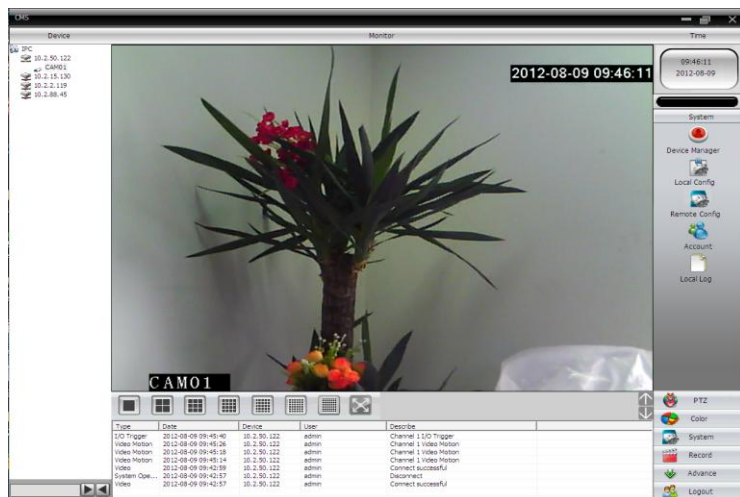 CMS
Device Monitor Time
IPC
10.2.50.122
CAM01
10.2.15.130
10.2.2.119
10.2.88.45
2012-08-09 09:46:11
CAM01
09:46:11
2012-08-09
System
Device Manager
Local Config
Remote Config
Account
Local Log
PTZ
Color
System
Record
Advance
Logout
Type Date Device User Describe
I/O Trigger 2012-08-09 09:45:40 10.2.50.122 admin Channel 1 I/O Trigger
Video Motion 2012-08-09 09:45:26 10.2.50.122 admin Channel 1 Video Motion
Video Motion 2012-08-09 09:45:18 10.2.50.122 admin Channel 1 Video Motion
Video Motion 2012-08-09 09:45:14 10.2.50.122 admin Channel 1 Video Motion
Video 2012-08-09 09:42:59 10.2.50.122 admin Connect successful
System Ope... 2012-08-09 09:42:57 10.2.50.122 admin Disconnect
Video 2012-08-09 09:42:57 10.2.50.122 admin Connect successful